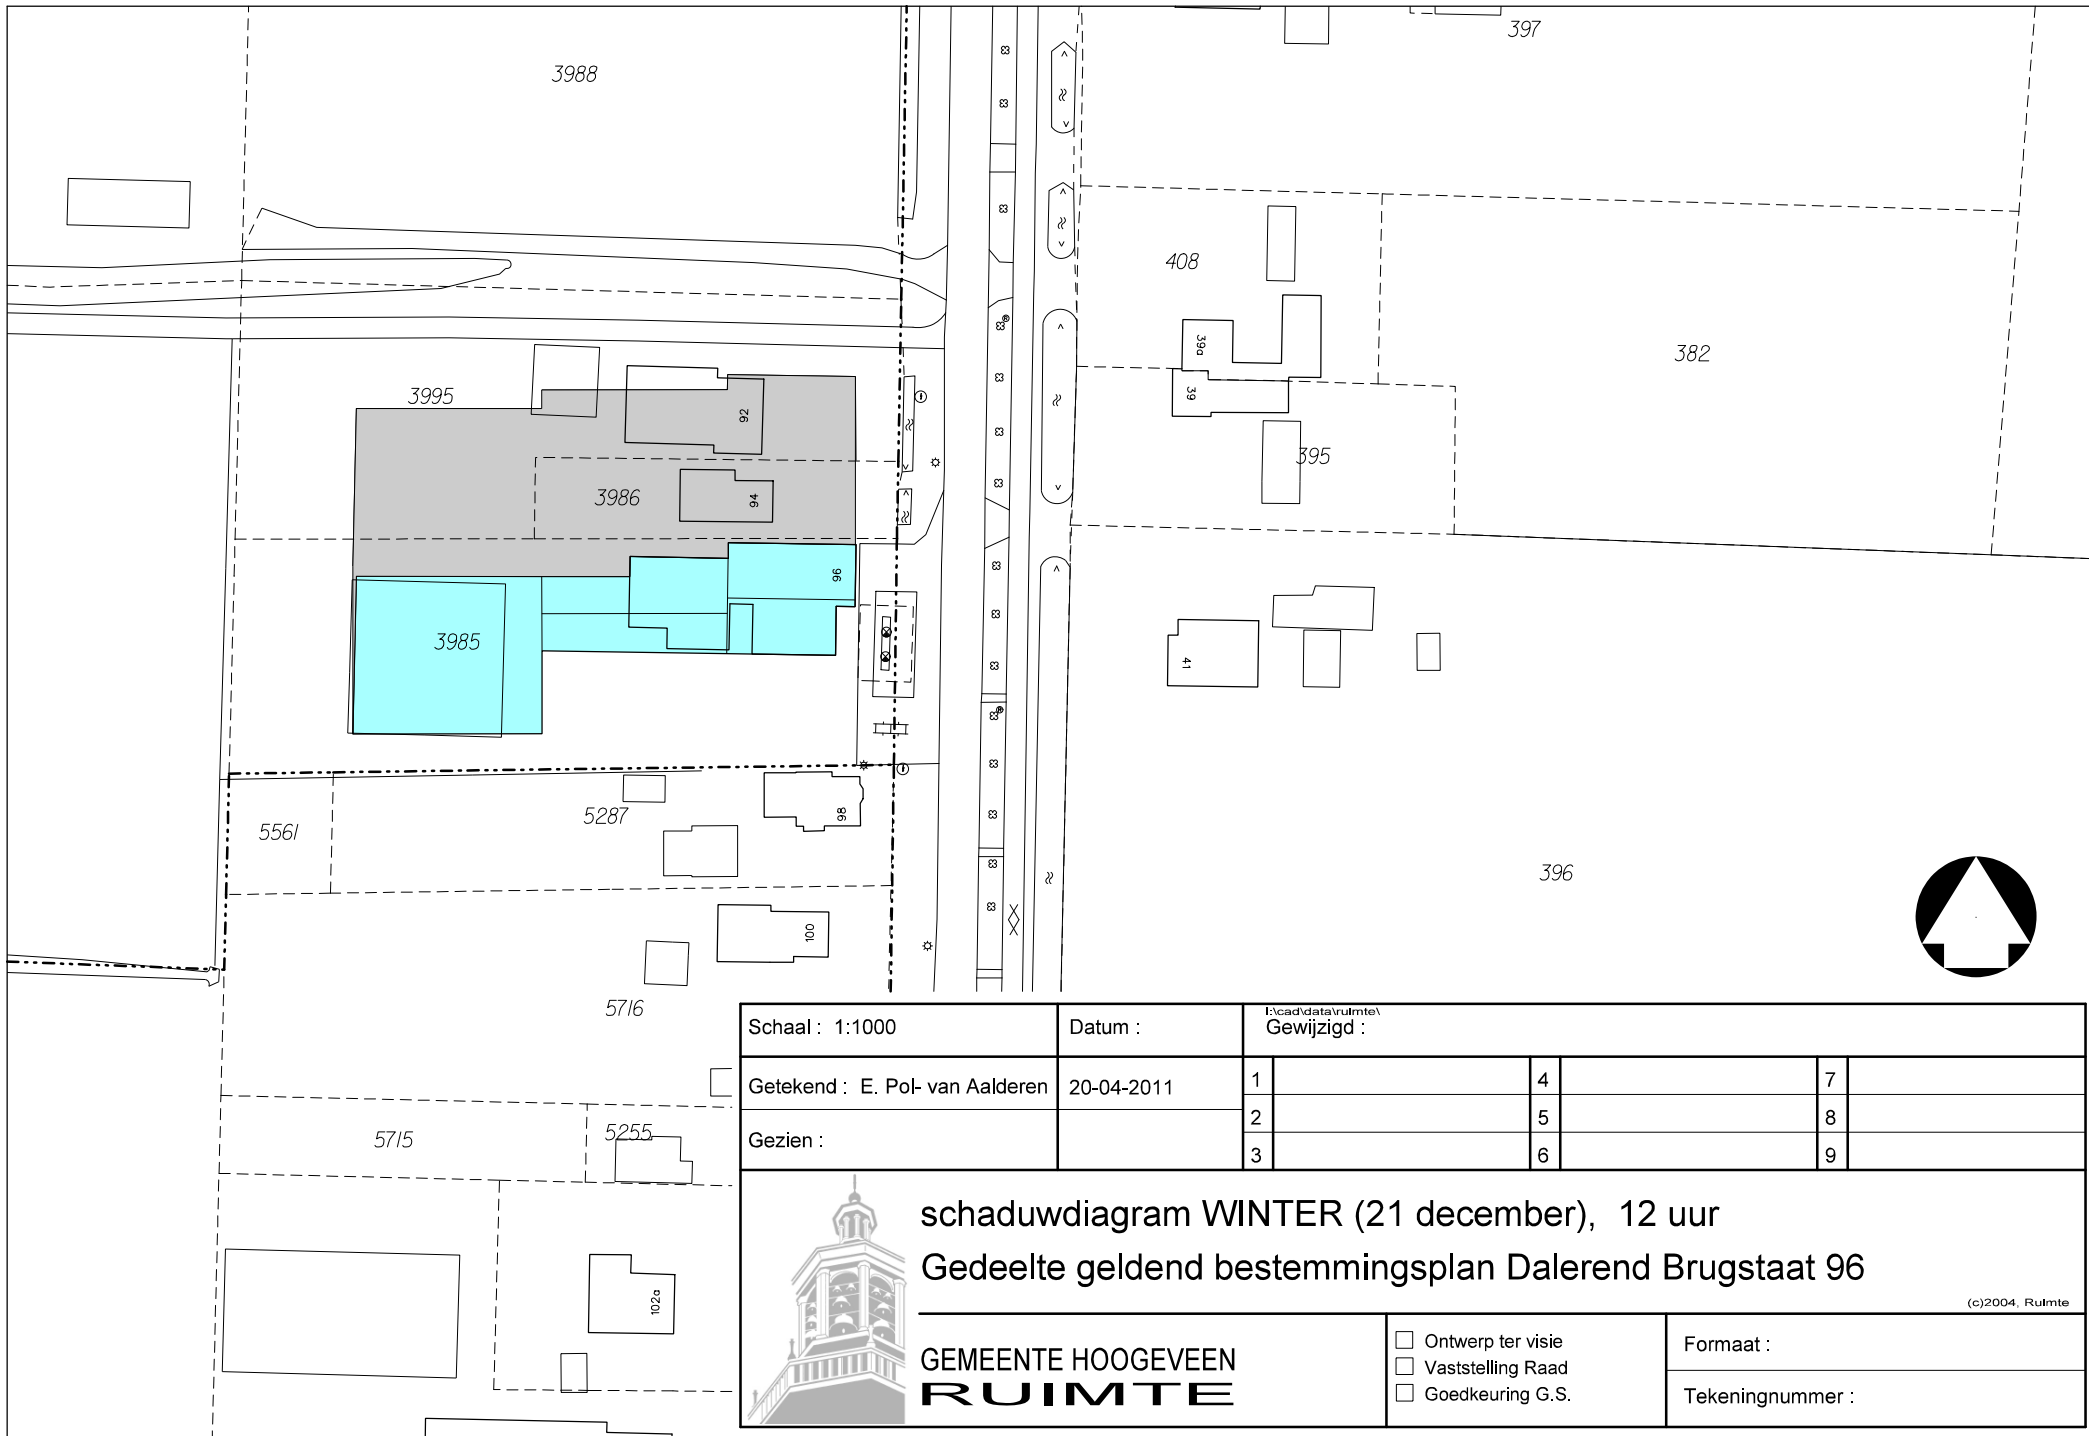 397
3988
408
382
39a
39
3995
92
395
3986
94
96
3985
41
98
5287
5561
396
100
5716
5715
5255
102a
Schaal : 1:1000
Datum :
I:\cad\data\ruimte\
Gewijzigd :
Getekend : E. Pol- van Aalderen
20-04-2011
1
4
7
2
5
8
Gezien :
3
6
9
schaduwdiagram WINTER (21 december), 12 uur
Gedeelte geldend bestemmingsplan Dalerend Brugstaat 96
(c)2004, Ruimte
GEMEENTE HOOGEVEEN
RUIMTE
Ontwerp ter visie
Vaststelling Raad
Goedkeuring G.S.
Formaat :
Tekeningnummer :